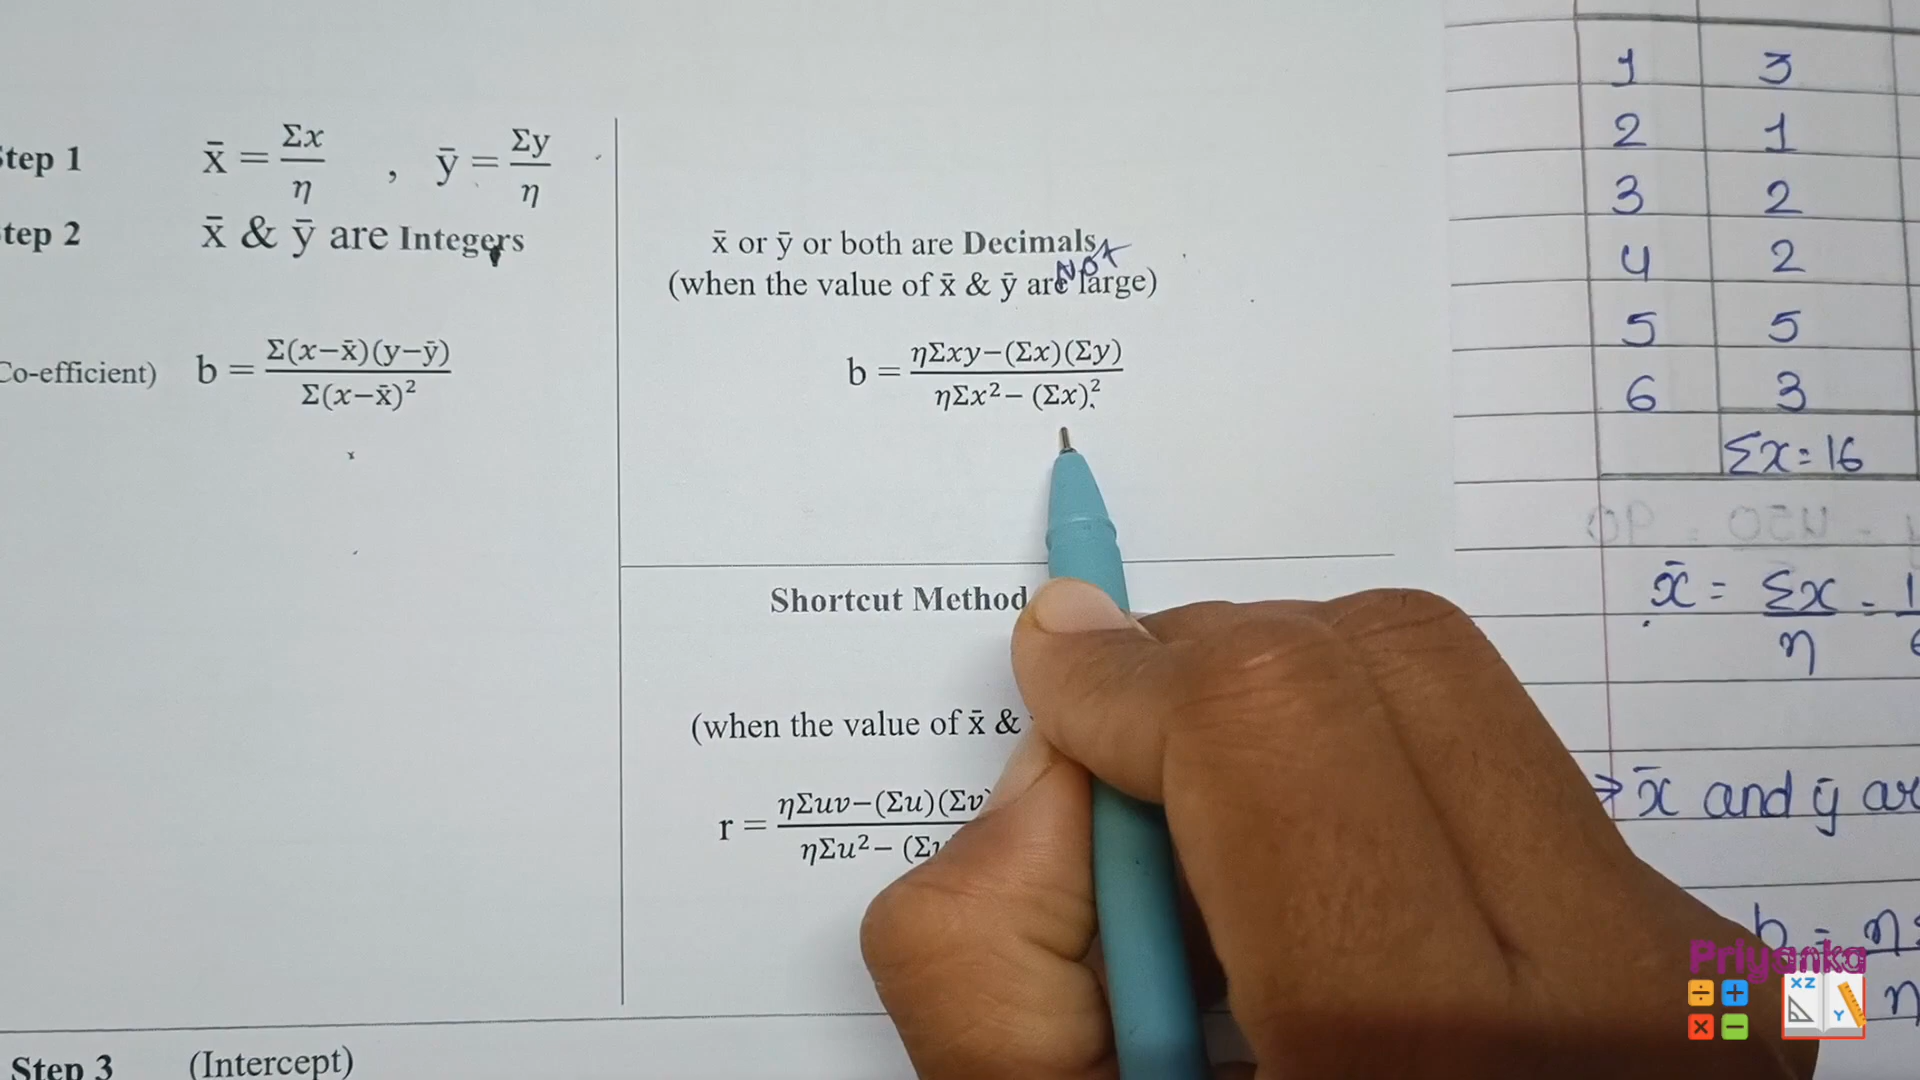 Step 1 x̄ = Σx/η , ȳ = Σy/η
Step 2 x̄ & ȳ are Integers
Co-efficient) b = Σ(x−x̄)(y−ȳ)/Σ(x−x̄)²
x̄ or ȳ or both are Decimals
(when the value of x̄ & ȳ are NOT large)
b = ηΣxy−(Σx)(Σy)/ηΣx²− (Σx)²
Shortcut Method
(when the value of x̄ &
r = ηΣuv−(Σu)(Σv)/ηΣu²− (Σu
Step 3 (Intercept)
1 3
2 1
3 2
4 2
5 5
6 3
Σx = 16
x̄ = Σx/η =
⇒ x̄ and ȳ ar
b = η
η
Priyanka
÷ +
× −
XZ
Y